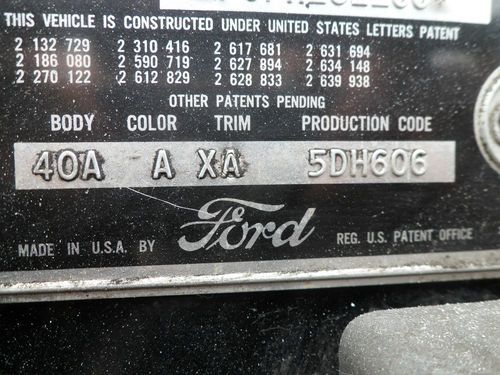 THIS VEHICLE IS CONSTRUCTED UNDER UNITED STATES LETTERS PATENT
2 132 729 2 310 416 2 617 681 2 631 694
2 186 080 2 590 719 2 627 894 2 634 148
2 270 122 2 612 829 2 628 833 2 639 938
OTHER PATENTS PENDING
BODY COLOR TRIM PRODUCTION CODE
40A A XA 5DH606
MADE IN U.S.A. BY Ford REG. U.S. PATENT OFFICE